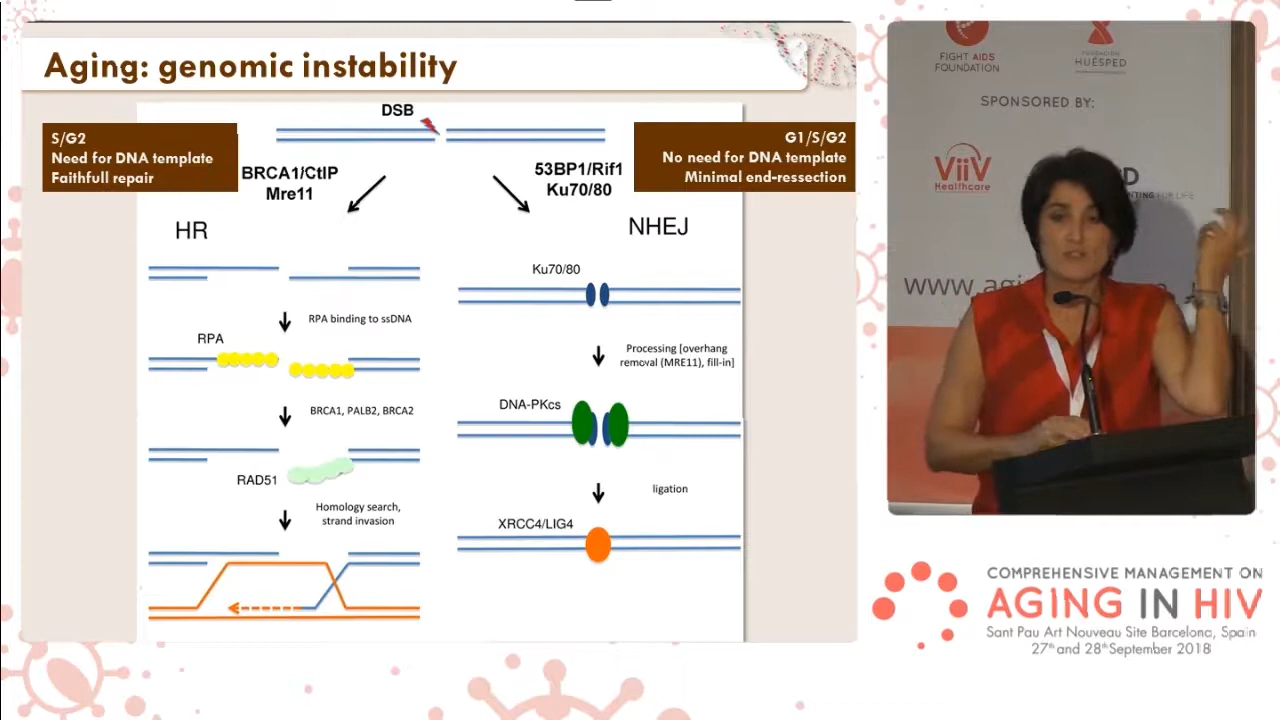 Aging: genomic instability
DSB
S/G2
Need for DNA template
Faithfull repair
BRCA1/CtIP
Mre11
53BP1/Rif1
Ku70/80
G1/S/G2
No need for DNA template
Minimal end-ressection
HR
RPA binding to ssDNA
RPA
BRCA1, PALB2, BRCA2
RAD51
Homology search,
strand invasion
NHEJ
Ku70/80
Processing [overhang
removal (MRE11), fill-in]
DNA-PKcs
ligation
XRCC4/LIG4
FIGHT AIDS
FOUNDATION
FUNDACIÓN
HUÉSPED
SPONSORED BY:
ViiV
Healthcare
D
NTING FOR LIFE
www.agi
COMPREHENSIVE MANAGEMENT ON
AGING IN HIV
Sant Pau Art Nouveau Site Barcelona, Spain
27th and 28th September 2018